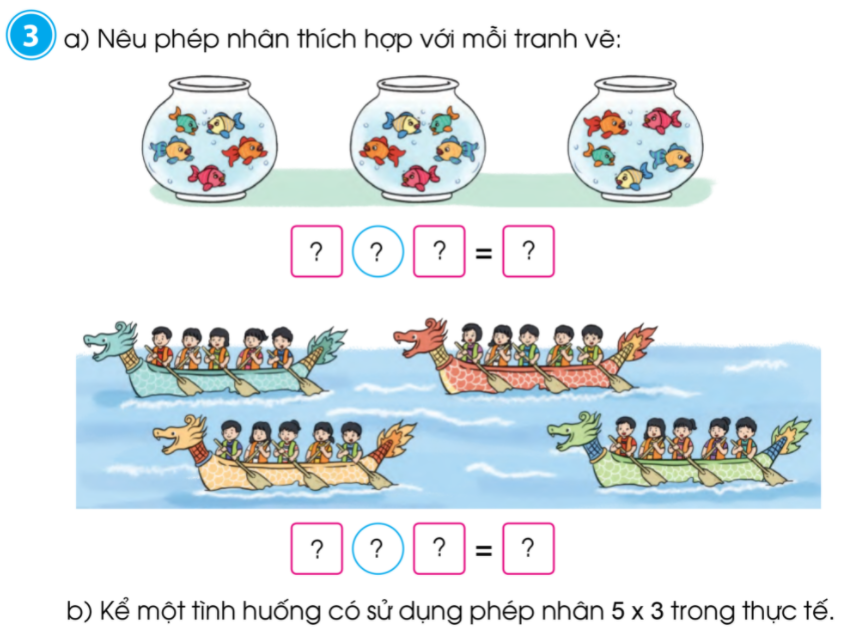 3 a) Nêu phép nhân thích hợp với mỗi tranh vẽ:
? ? ? = ?
? ? ? = ?
b) Kể một tình huống có sử dụng phép nhân 5 x 3 trong thực tế.